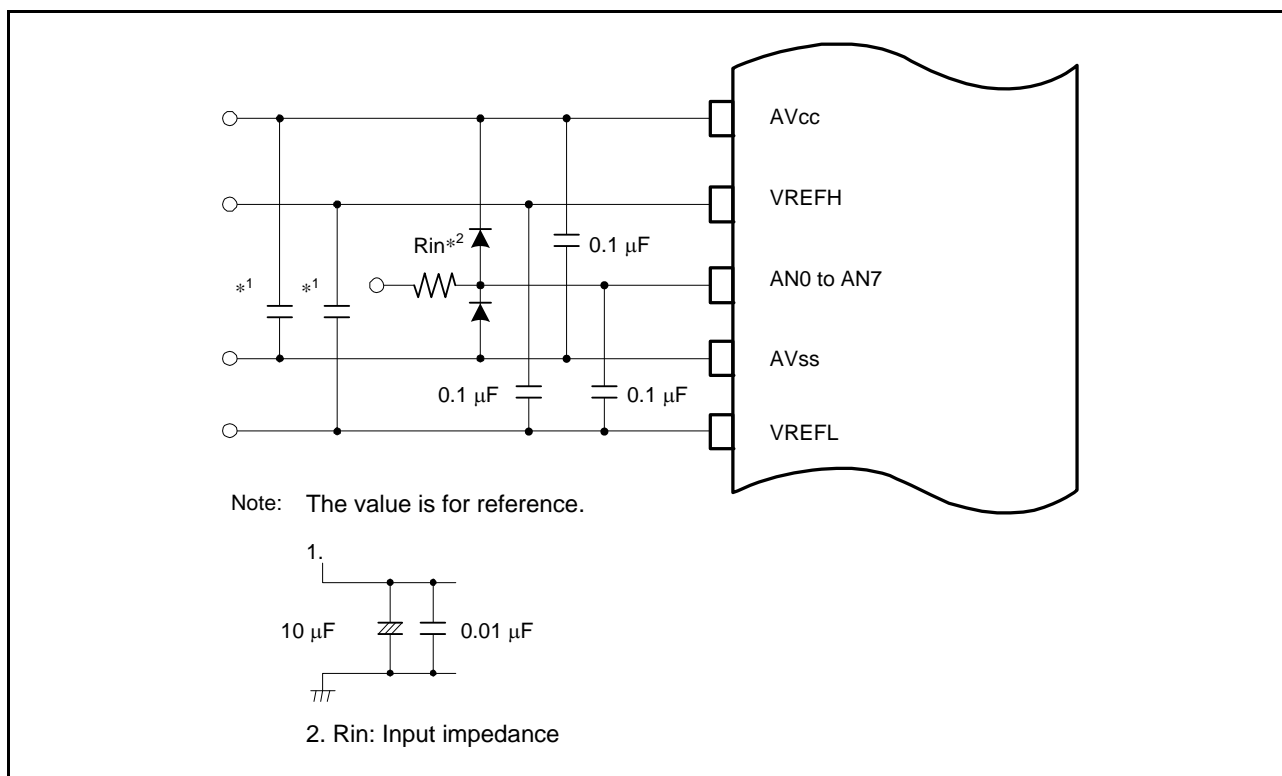 AVcc
VREFH
Rin*2
0.1 μF
*1
*1
AN0 to AN7
AVss
0.1 μF
0.1 μF
VREFL
Note: The value is for reference.
1.
10 μF
0.01 μF
2. Rin: Input impedance